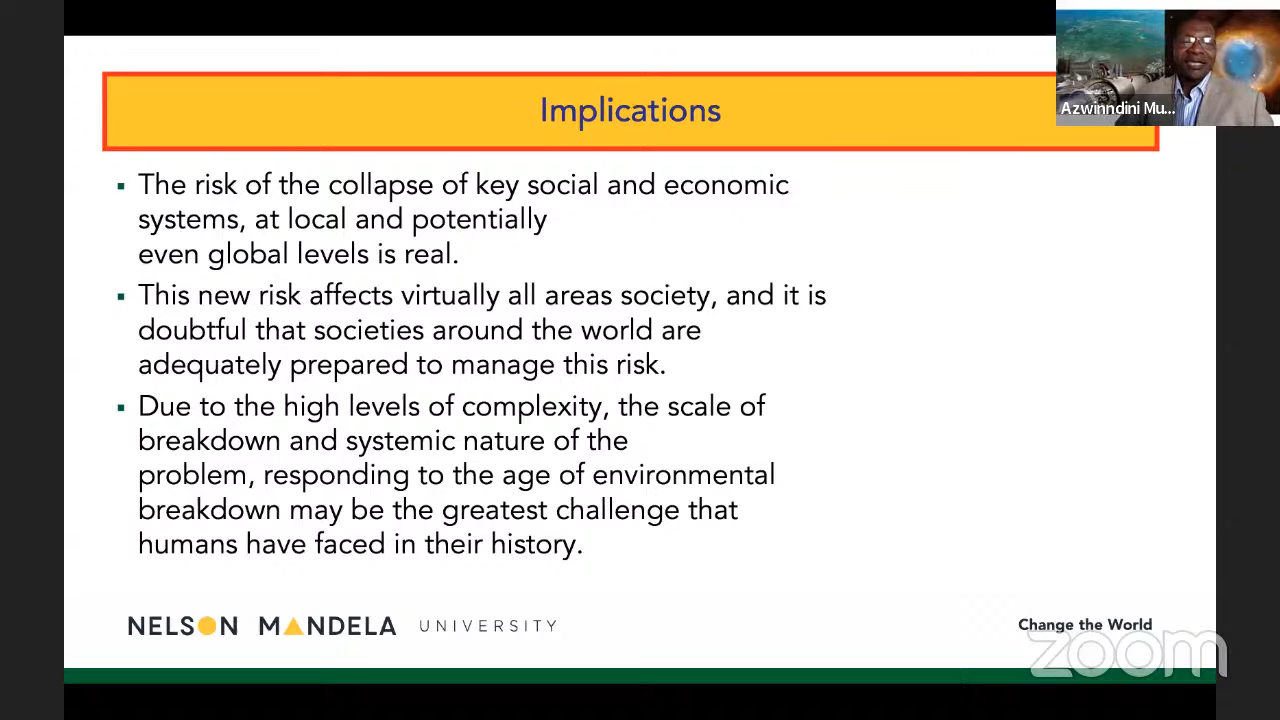 Implications
Azwinndini Mu...
▪ The risk of the collapse of key social and economic
systems, at local and potentially
even global levels is real.
▪ This new risk affects virtually all areas society, and it is
doubtful that societies around the world are
adequately prepared to manage this risk.
▪ Due to the high levels of complexity, the scale of
breakdown and systemic nature of the
problem, responding to the age of environmental
breakdown may be the greatest challenge that
humans have faced in their history.
NELSON MANDELA UNIVERSITY
Change the World
zoom